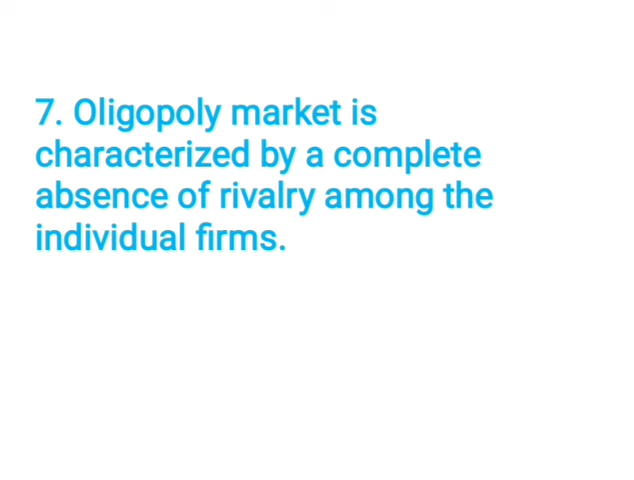 7. Oligopoly market is
characterized by a complete
absence of rivalry among the
individual firms.